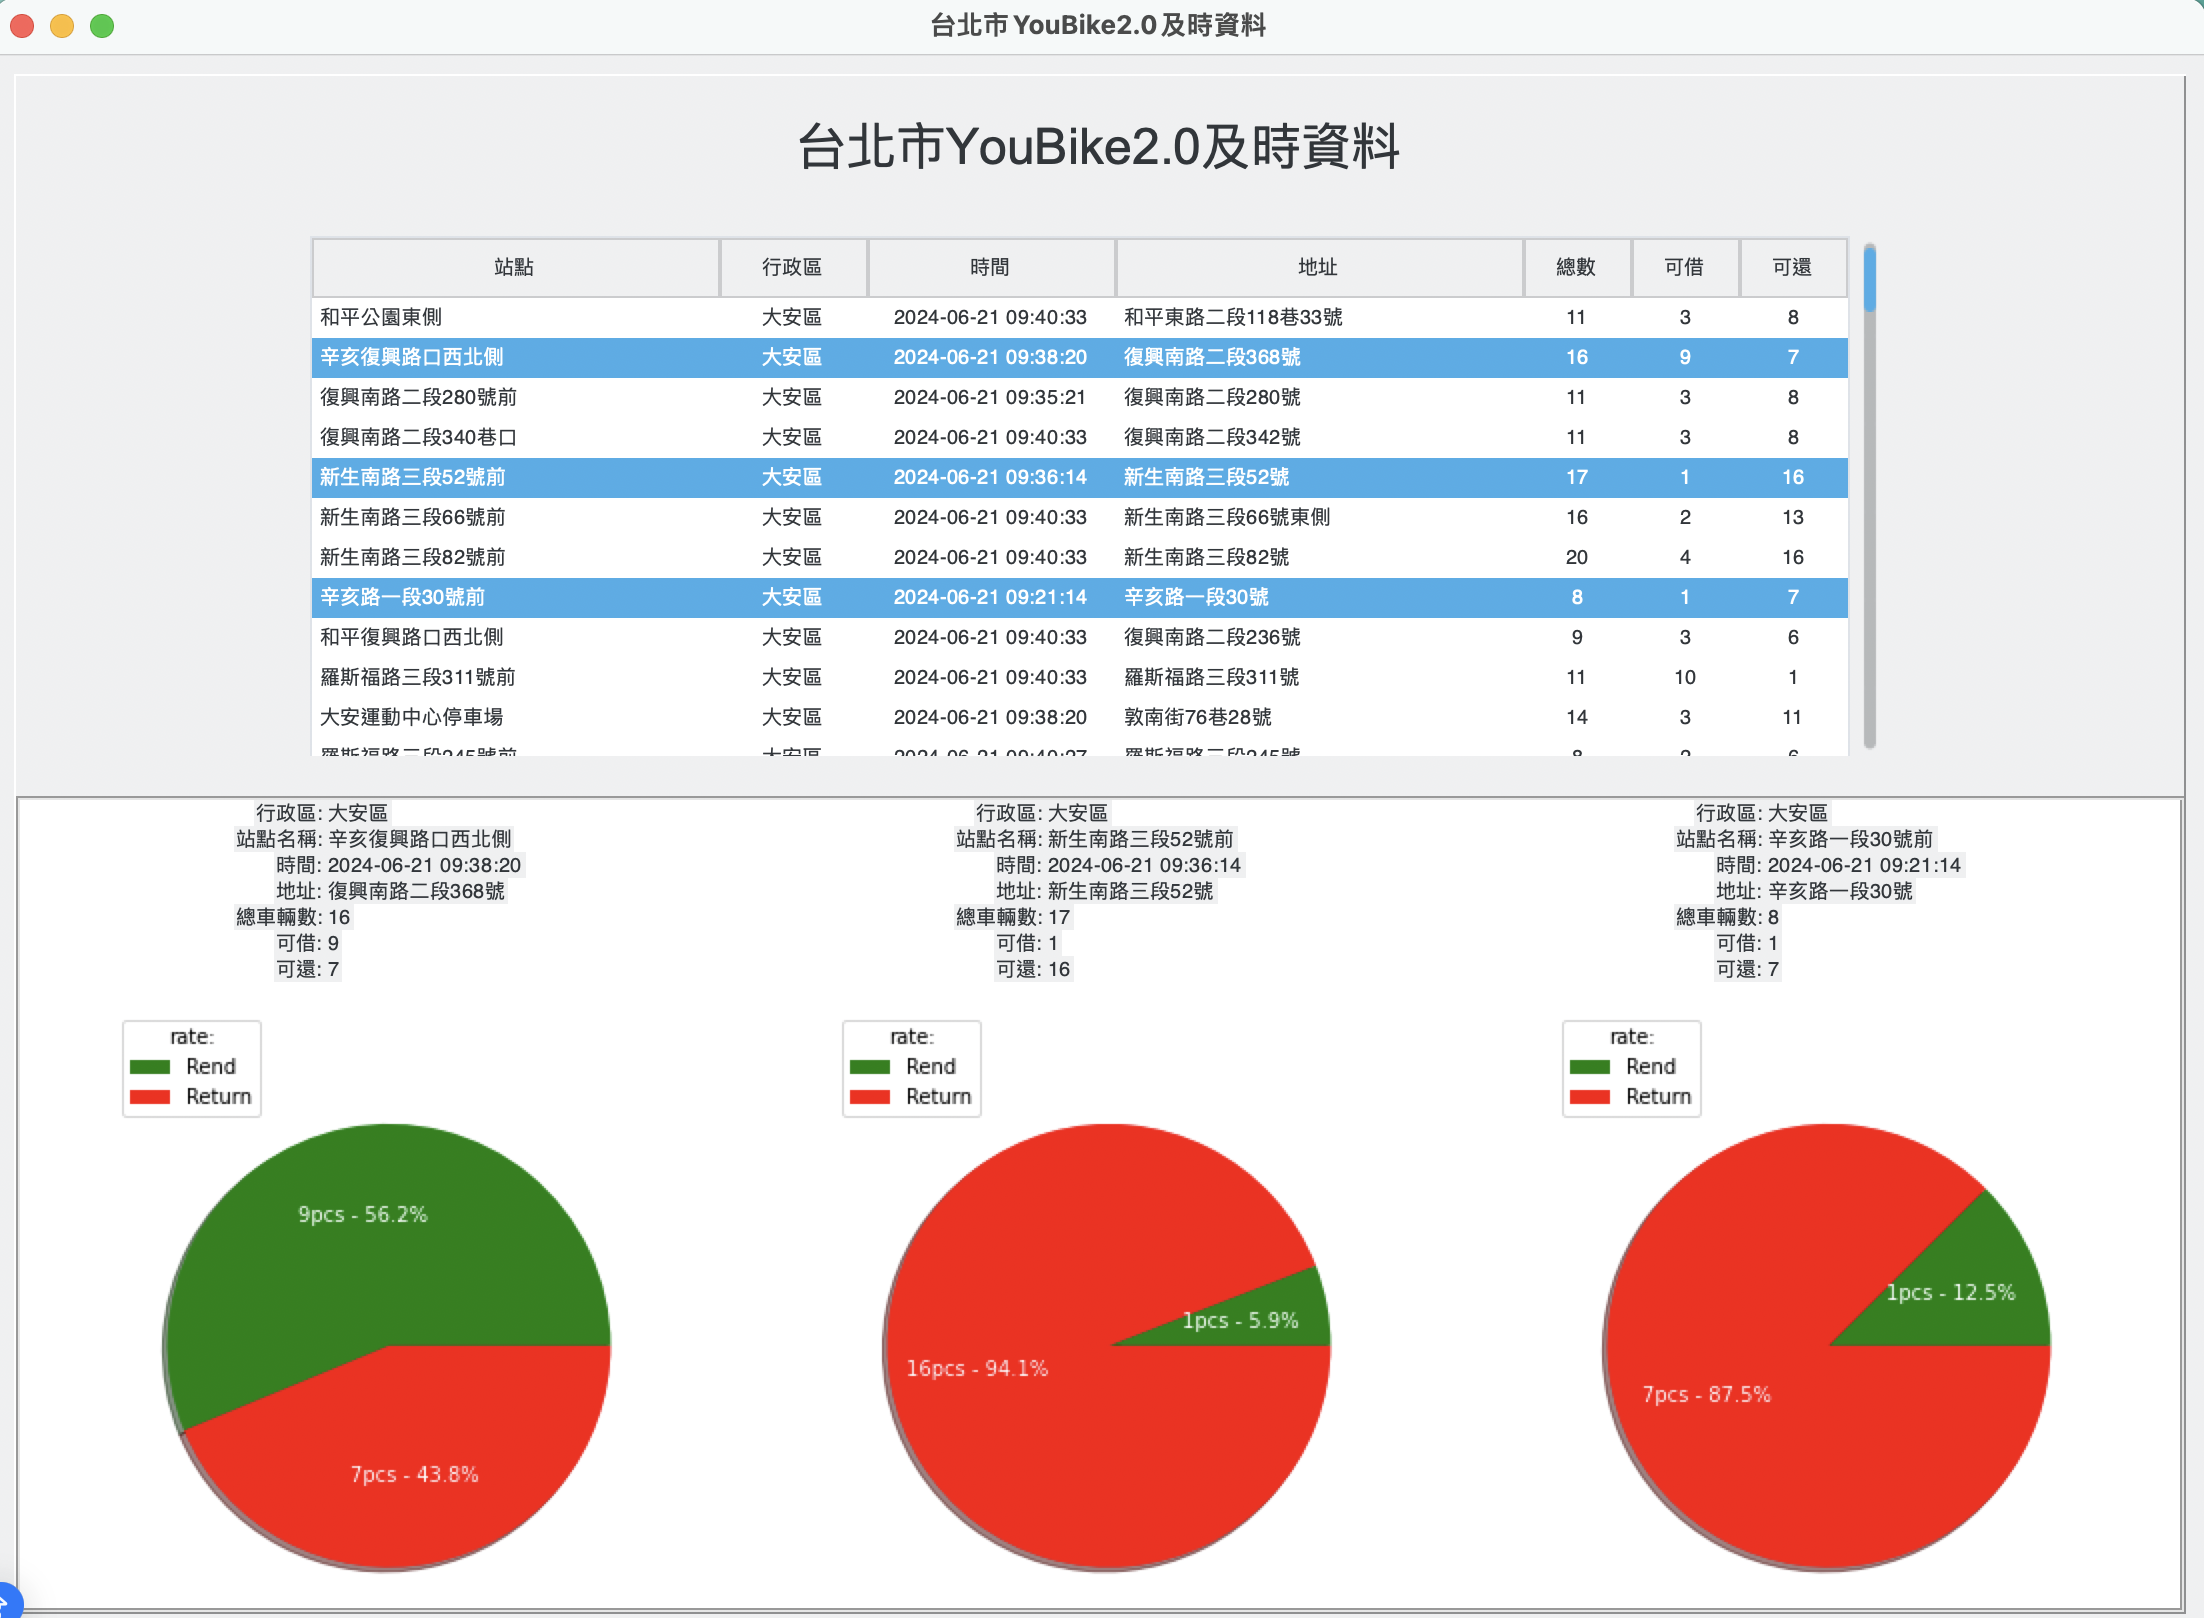 台北市YouBike2.0及時資料
台北市YouBike2.0及時資料
站點 行政區 時間 地址 總數 可借 可還
和平公園東側 大安區 2024-06-21 09:40:33 和平東路二段118巷33號 11 3 8
辛亥復興路口西北側 大安區 2024-06-21 09:38:20 復興南路二段368號 16 9 7
復興南路二段280號前 大安區 2024-06-21 09:35:21 復興南路二段280號 11 3 8
復興南路二段340巷口 大安區 2024-06-21 09:40:33 復興南路二段342號 11 3 8
新生南路三段52號前 大安區 2024-06-21 09:36:14 新生南路三段52號 17 1 16
新生南路三段66號前 大安區 2024-06-21 09:40:33 新生南路三段66號東側 16 2 13
新生南路三段82號前 大安區 2024-06-21 09:40:33 新生南路三段82號 20 4 16
辛亥路一段30號前 大安區 2024-06-21 09:21:14 辛亥路一段30號 8 1 7
和平復興路口西北側 大安區 2024-06-21 09:40:33 復興南路二段236號 9 3 6
羅斯福路三段311號前 大安區 2024-06-21 09:40:33 羅斯福路三段311號 11 10 1
大安運動中心停車場 大安區 2024-06-21 09:38:20 敦南街76巷28號 14 3 11
行政區: 大安區
站點名稱: 辛亥復興路口西北側
時間: 2024-06-21 09:38:20
地址: 復興南路二段368號
總車輛數: 16
可借: 9
可還: 7
rate:
Rend
Return
9pcs - 56.2%
7pcs - 43.8%
行政區: 大安區
站點名稱: 新生南路三段52號前
時間: 2024-06-21 09:36:14
地址: 新生南路三段52號
總車輛數: 17
可借: 1
可還: 16
rate:
Rend
Return
1pcs - 5.9%
16pcs - 94.1%
行政區: 大安區
站點名稱: 辛亥路一段30號前
時間: 2024-06-21 09:21:14
地址: 辛亥路一段30號
總車輛數: 8
可借: 1
可還: 7
rate:
Rend
Return
1pcs - 12.5%
7pcs - 87.5%